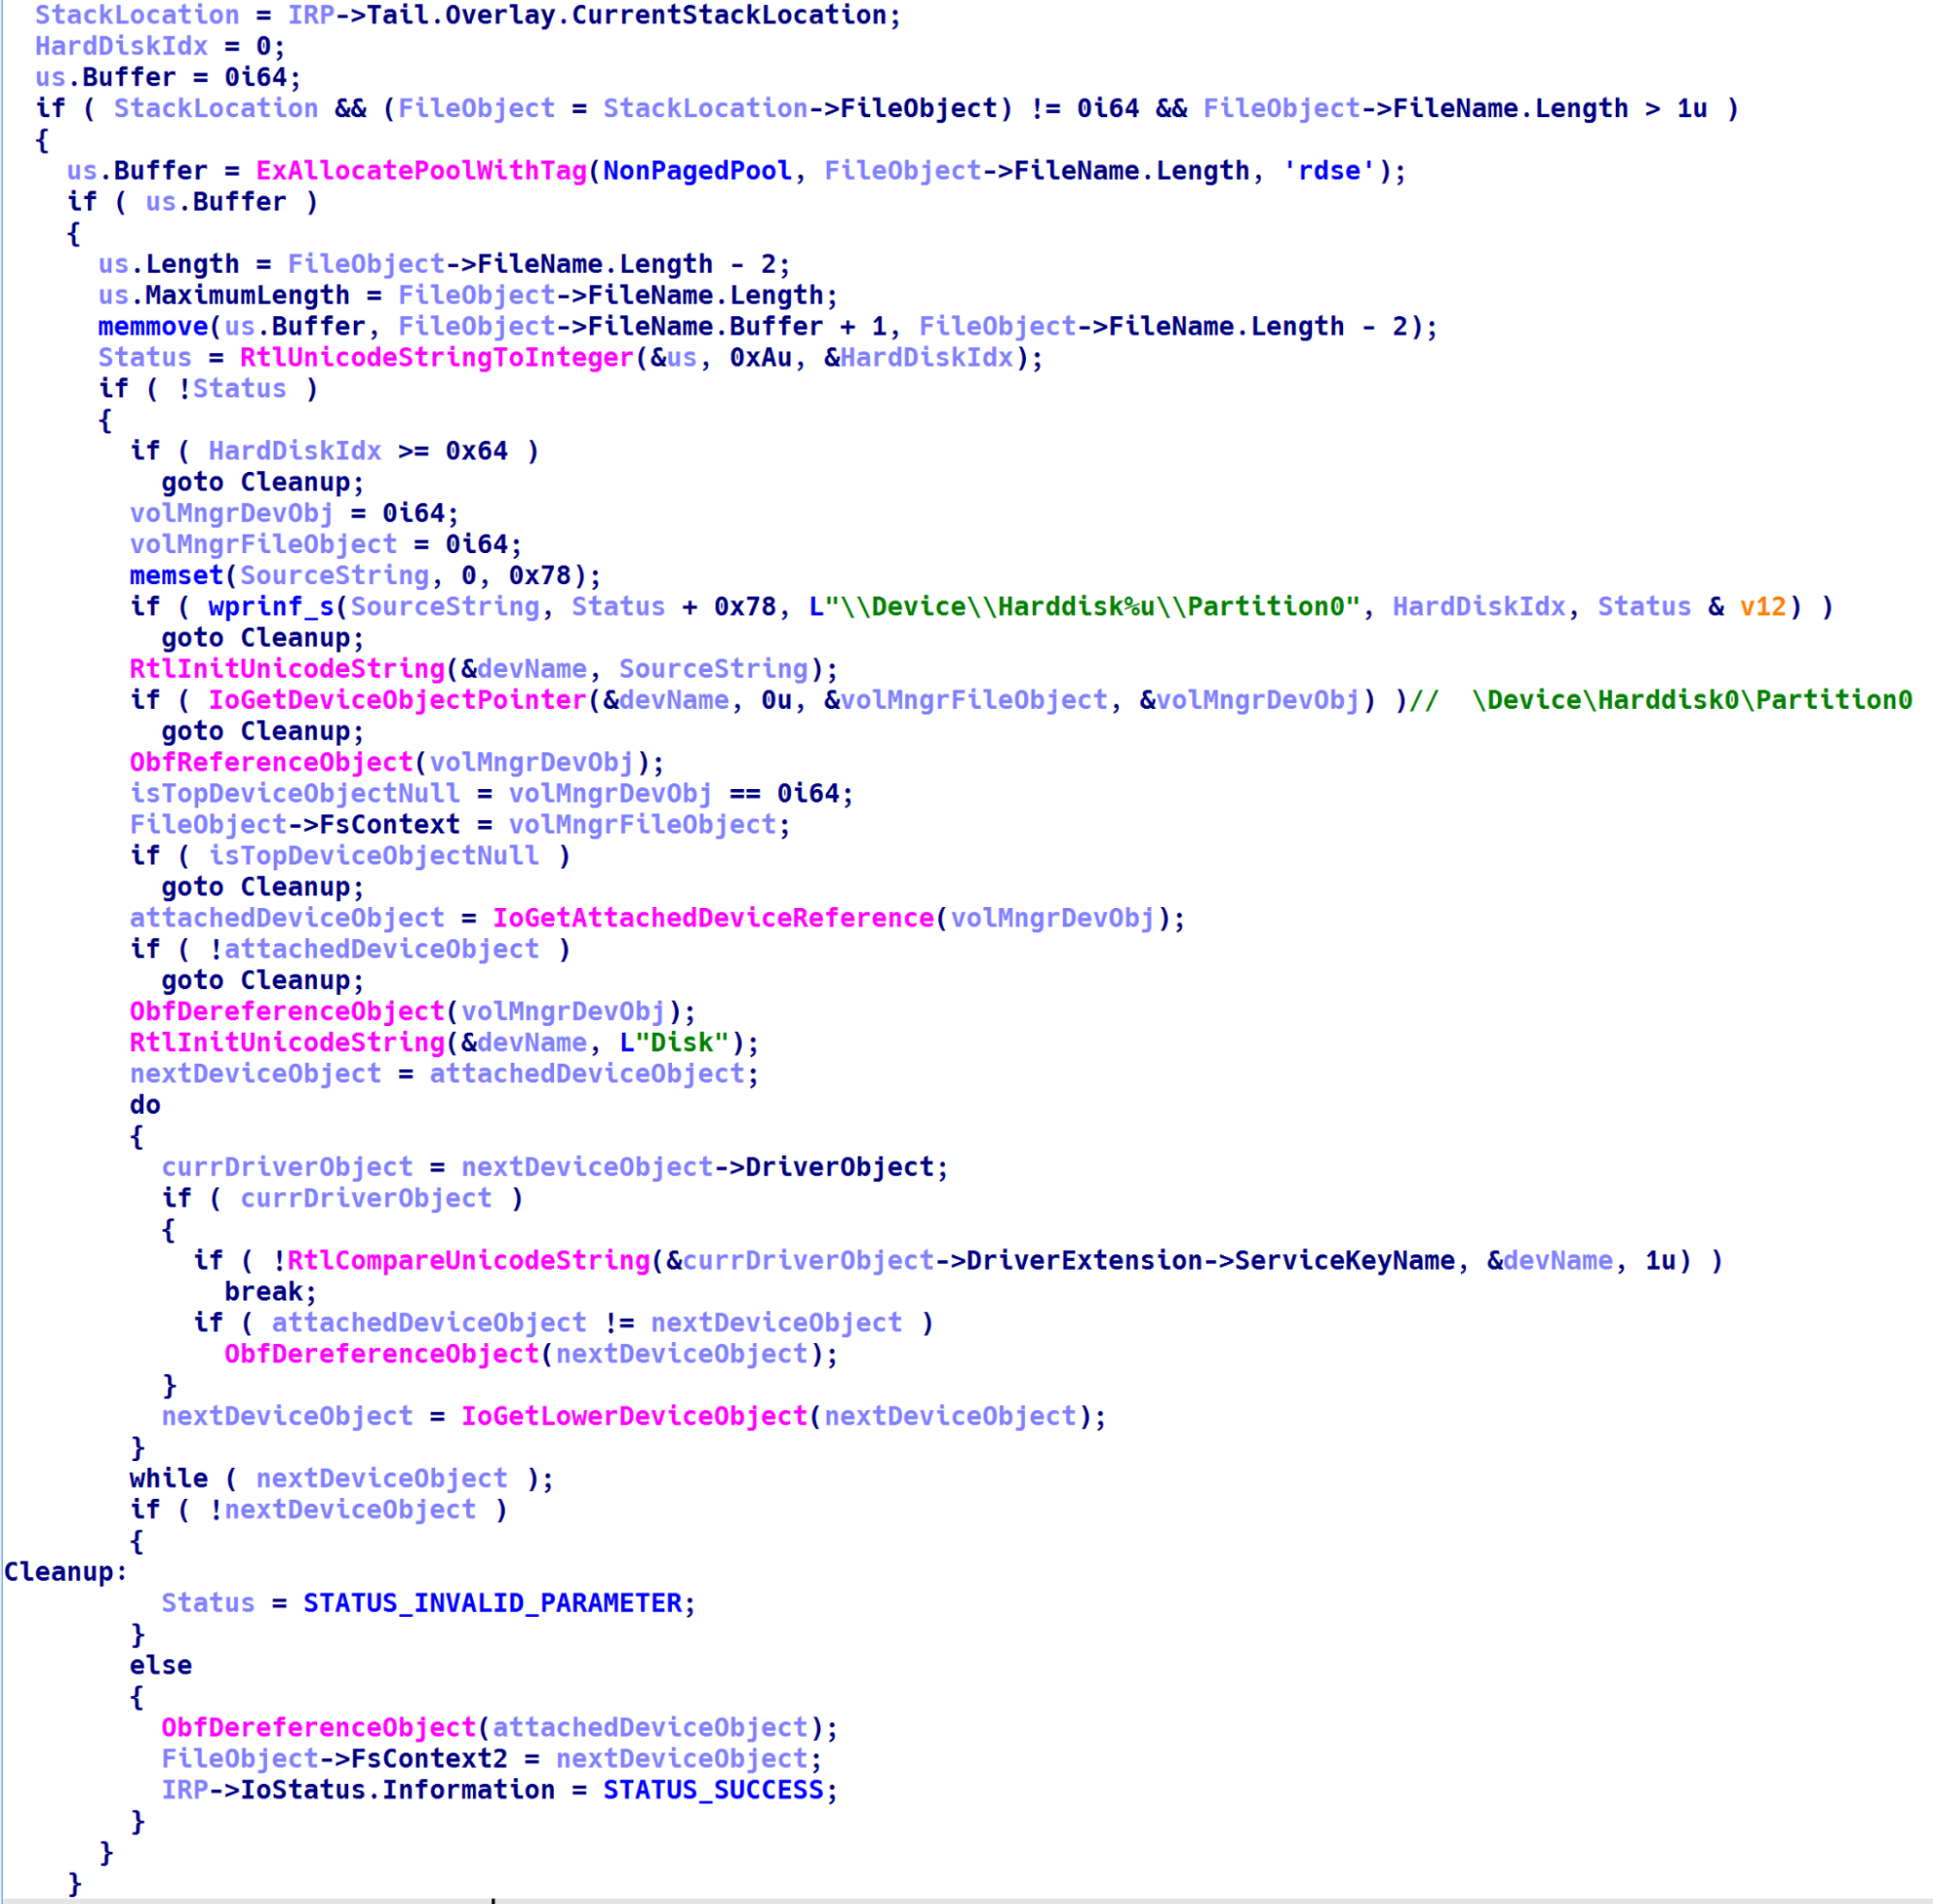 StackLocation = IRP->Tail.Overlay.CurrentStackLocation;
HardDiskIdx = 0;
us.Buffer = 0i64;
if ( StackLocation && (FileObject = StackLocation->FileObject) != 0i64 && FileObject->FileName.Length > 1u )
{
us.Buffer = ExAllocatePoolWithTag(NonPagedPool, FileObject->FileName.Length, 'rdse');
if ( us.Buffer )
{
us.Length = FileObject->FileName.Length - 2;
us.MaximumLength = FileObject->FileName.Length;
memmove(us.Buffer, FileObject->FileName.Buffer + 1, FileObject->FileName.Length - 2);
Status = RtlUnicodeStringToInteger(&us, 0xAu, &HardDiskIdx);
if ( !Status )
{
if ( HardDiskIdx >= 0x64 )
goto Cleanup;
volMngrDevObj = 0i64;
volMngrFileObject = 0i64;
memset(SourceString, 0, 0x78);
if ( wprinf_s(SourceString, Status + 0x78, L"\\Device\\Harddisk%u\\Partition0", HardDiskIdx, Status & v12) )
goto Cleanup;
RtlInitUnicodeString(&devName, SourceString);
if ( IoGetDeviceObjectPointer(&devName, 0u, &volMngrFileObject, &volMngrDevObj) )// \Device\Harddisk0\Partition0
goto Cleanup;
ObfReferenceObject(volMngrDevObj);
isTopDeviceObjectNull = volMngrDevObj == 0i64;
FileObject->FsContext = volMngrFileObject;
if ( isTopDeviceObjectNull )
goto Cleanup;
attachedDeviceObject = IoGetAttachedDeviceReference(volMngrDevObj);
if ( !attachedDeviceObject )
goto Cleanup;
ObfDereferenceObject(volMngrDevObj);
RtlInitUnicodeString(&devName, L"Disk");
nextDeviceObject = attachedDeviceObject;
do
{
currDriverObject = nextDeviceObject->DriverObject;
if ( currDriverObject )
{
if ( !RtlCompareUnicodeString(&currDriverObject->DriverExtension->ServiceKeyName, &devName, 1u) )
break;
if ( attachedDeviceObject != nextDeviceObject )
ObfDereferenceObject(nextDeviceObject);
}
nextDeviceObject = IoGetLowerDeviceObject(nextDeviceObject);
}
while ( nextDeviceObject );
if ( !nextDeviceObject )
{
Cleanup:
Status = STATUS_INVALID_PARAMETER;
}
else
{
ObfDereferenceObject(attachedDeviceObject);
FileObject->FsContext2 = nextDeviceObject;
IRP->IoStatus.Information = STATUS_SUCCESS;
}
}
}